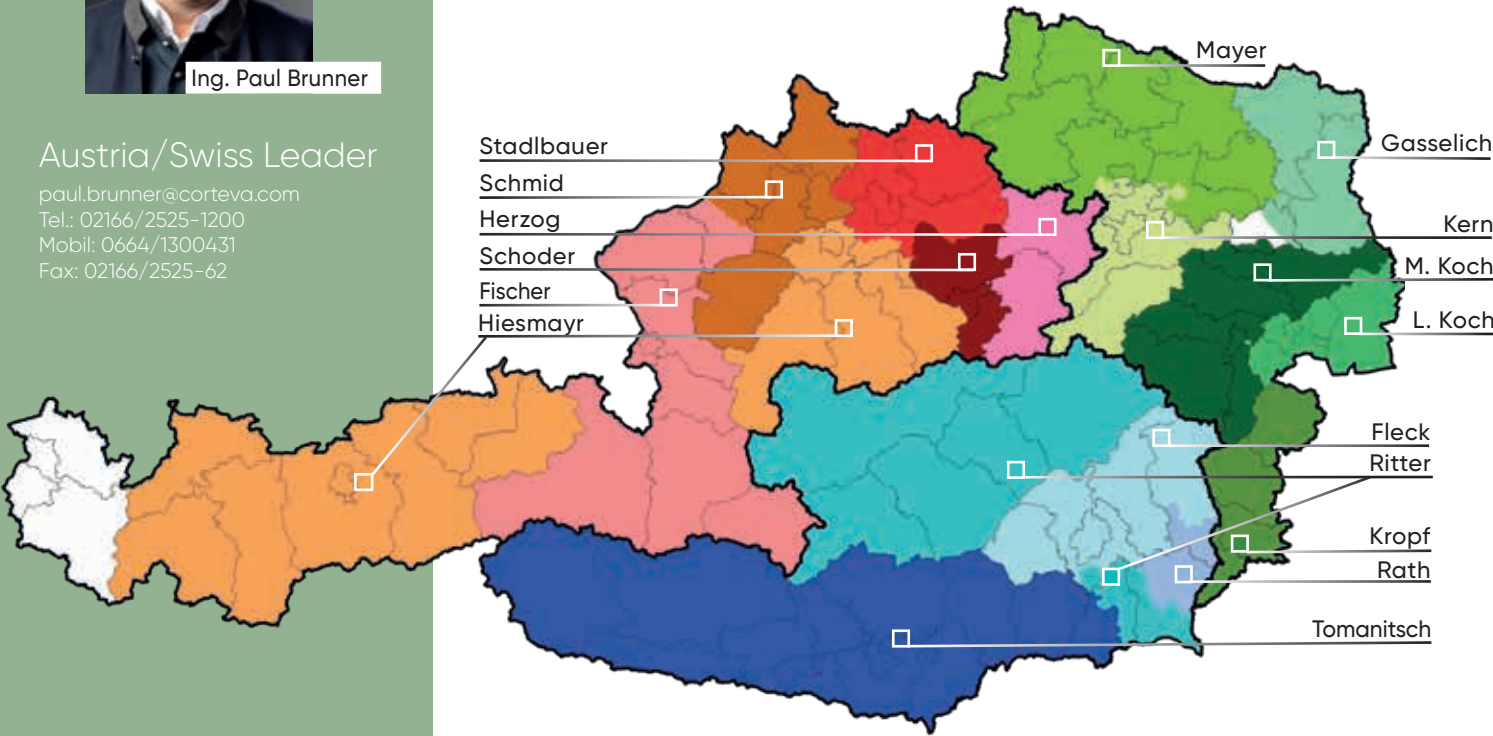 Ing. Paul Brunner
Austria/Swiss Leader
paul.brunner@corteva.com
Tel.: 02166/2525-1200
Mobil: 0664/1300431
Fax: 02166/2525-62
Stadlbauer
Schmid
Herzog
Schoder
Fischer
Hiesmayr
Mayer
Gasselich
Kern
M. Koch
L. Koch
Fleck
Ritter
Kropf
Rath
Tomanitsch